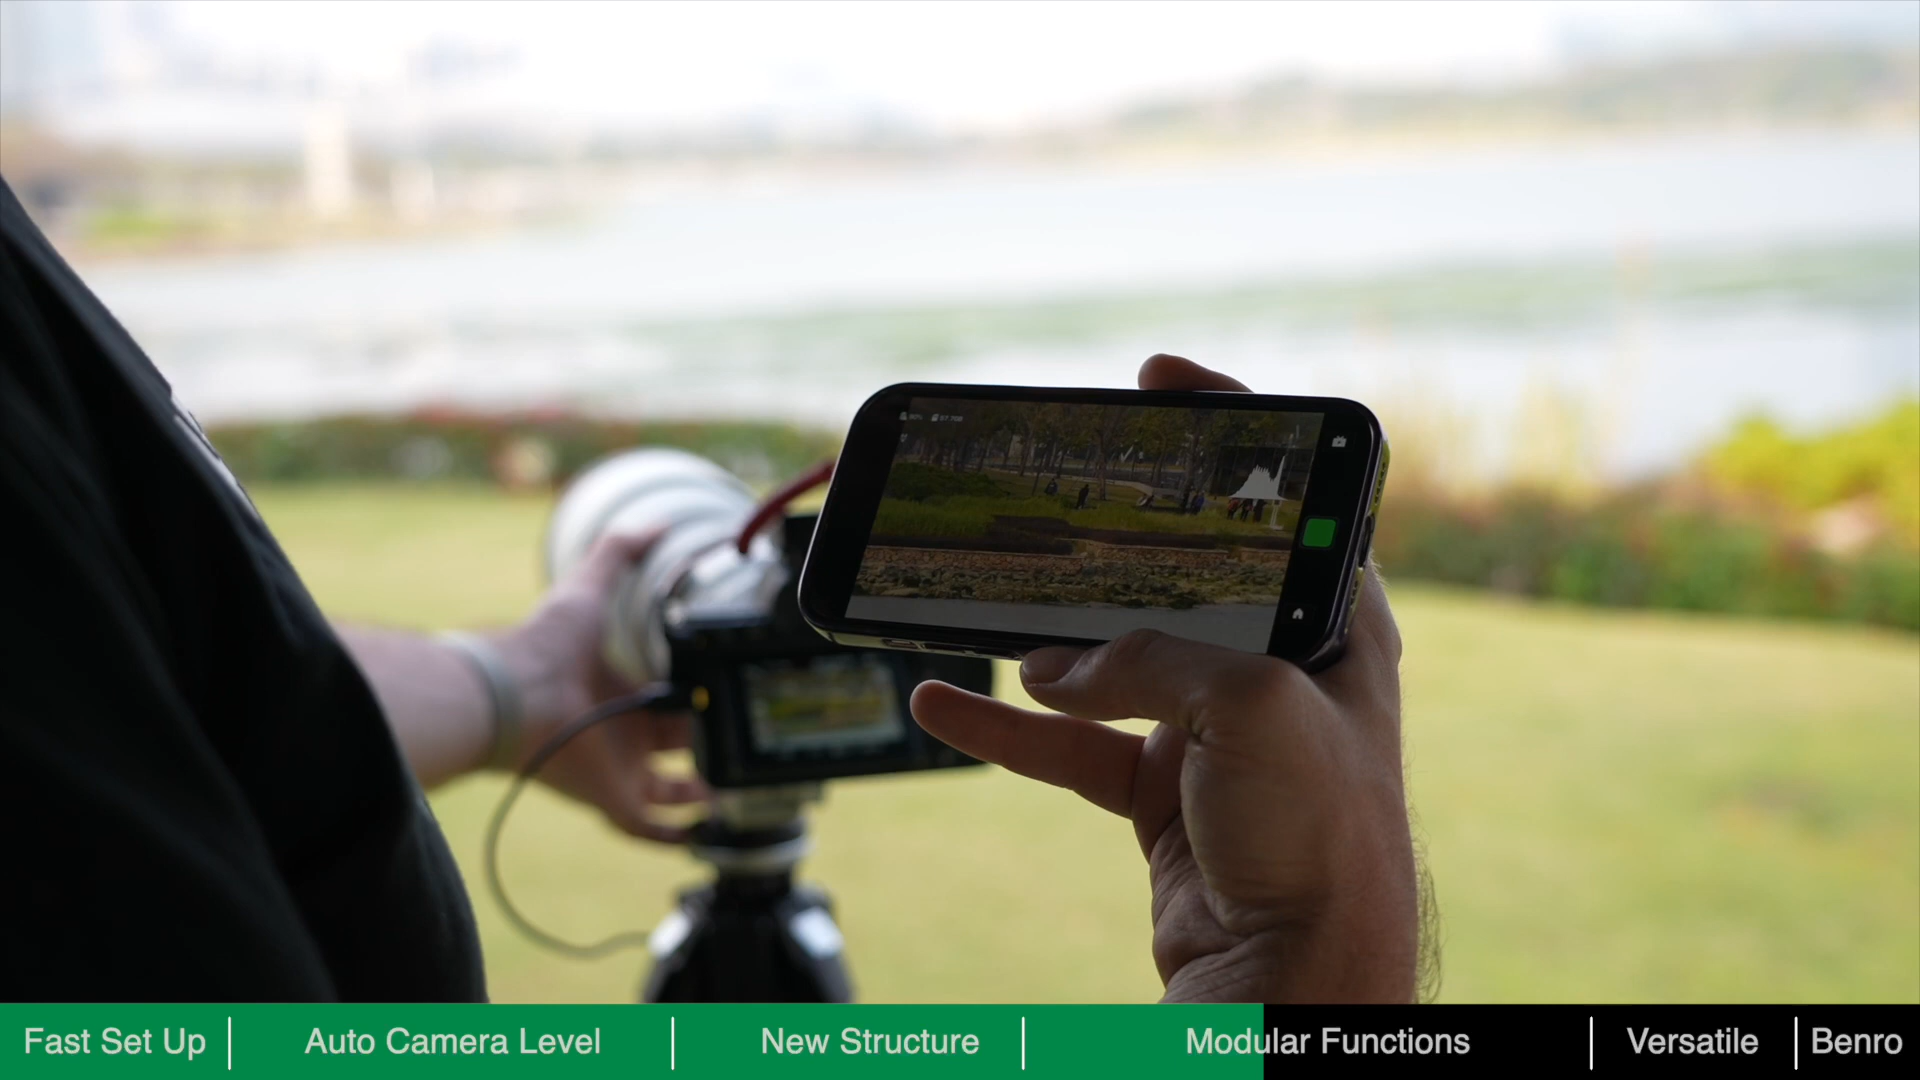 Fast Set Up
Auto Camera Level
New Structure
Modular Functions
Versatile
Benro